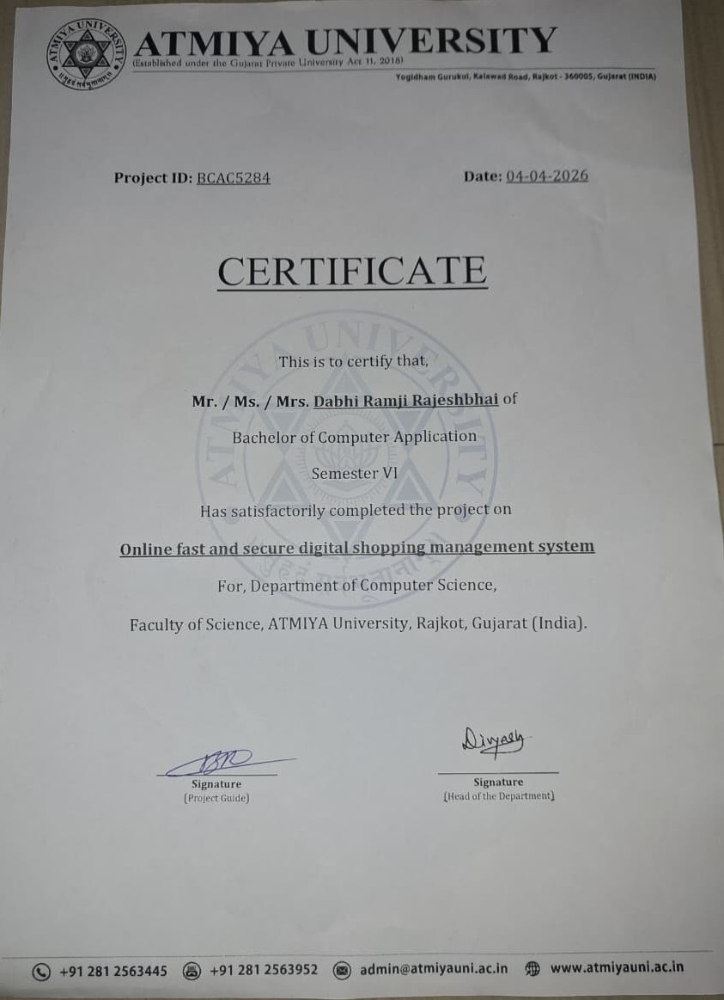 ATMIYA UNIVERSITY
ATMIYA UNIVERSITY
(Established under the Gujarat Private University Act 11, 2018)
Yogidham Gurukul, Kalawad Road, Rajkot - 360005, Gujarat (INDIA)
Project ID: BCAC5284
Date: 04-04-2026
CERTIFICATE
ATMIYA UNIVERSITY
This is to certify that,
Mr. / Ms. / Mrs. Dabhi Ramji Rajeshbhai of
Bachelor of Computer Application
Semester VI
Has satisfactorily completed the project on
Online fast and secure digital shopping management system
For, Department of Computer Science,
Faculty of Science, ATMIYA University, Rajkot, Gujarat (India).
Divyesh
Signature
(Project Guide)
Signature
(Head of the Department)
+91 281 2563445
+91 281 2563952
admin@atmiyauni.ac.in
www.atmiyauni.ac.in